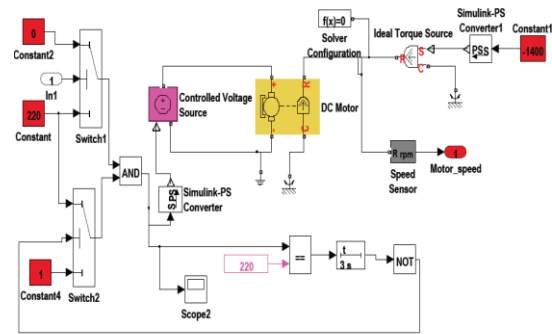 f(x)=0
Solver
Configuration
Ideal Torque Source
Simulink-PS
Converter1
Constant1
-1400
S
R
C
S PS
0
Constant2
1
In1
220
Constant
Switch1
Controlled Voltage
Source
+
-
R
C
DC Motor
R rpm
Speed
Sensor
1
Motor_speed
AND
S PS
Simulink-PS
Converter
1
Constant4
Switch2
Scope2
220
==
t
3 s
NOT